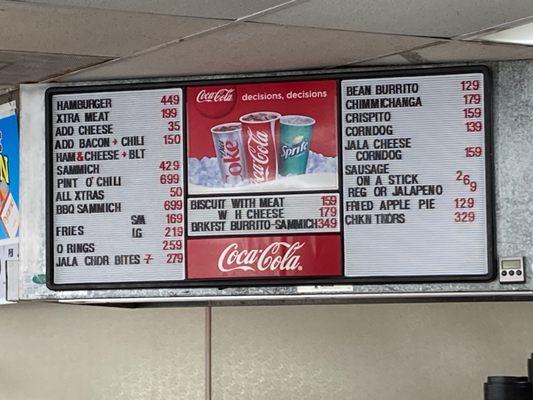 HAMBURGER 449
XTRA MEAT 199
ADD CHEESE 35
ADD BACON + CHILI 150
HAM&CHEESE + BLT
SAMMICH 429
PINT O' CHILI 699
ALL XTRAS 50
BBQ SAMMICH 699
S/A 169
FRIES LG 219
O RINGS 259
JALA CHDR BITES 7 279
Coca-Cola decisions, decisions.
Coke
Coca-Cola
Sprite
BISCUIT WITH MEAT 159
W H CHEESE 179
BRKFST BURRITO-SAMMICH 349
Coca-Cola
BEAN BURRITO 129
CHIMMICHANGA 179
CRISPITO 159
CORNDOG 139
JALA CHEESE
CORNDOG 159
SAUSAGE
ON A STICK 269
REG OR JALAPENO
FRIED APPLE PIE 129
CHKN TNDRS 329